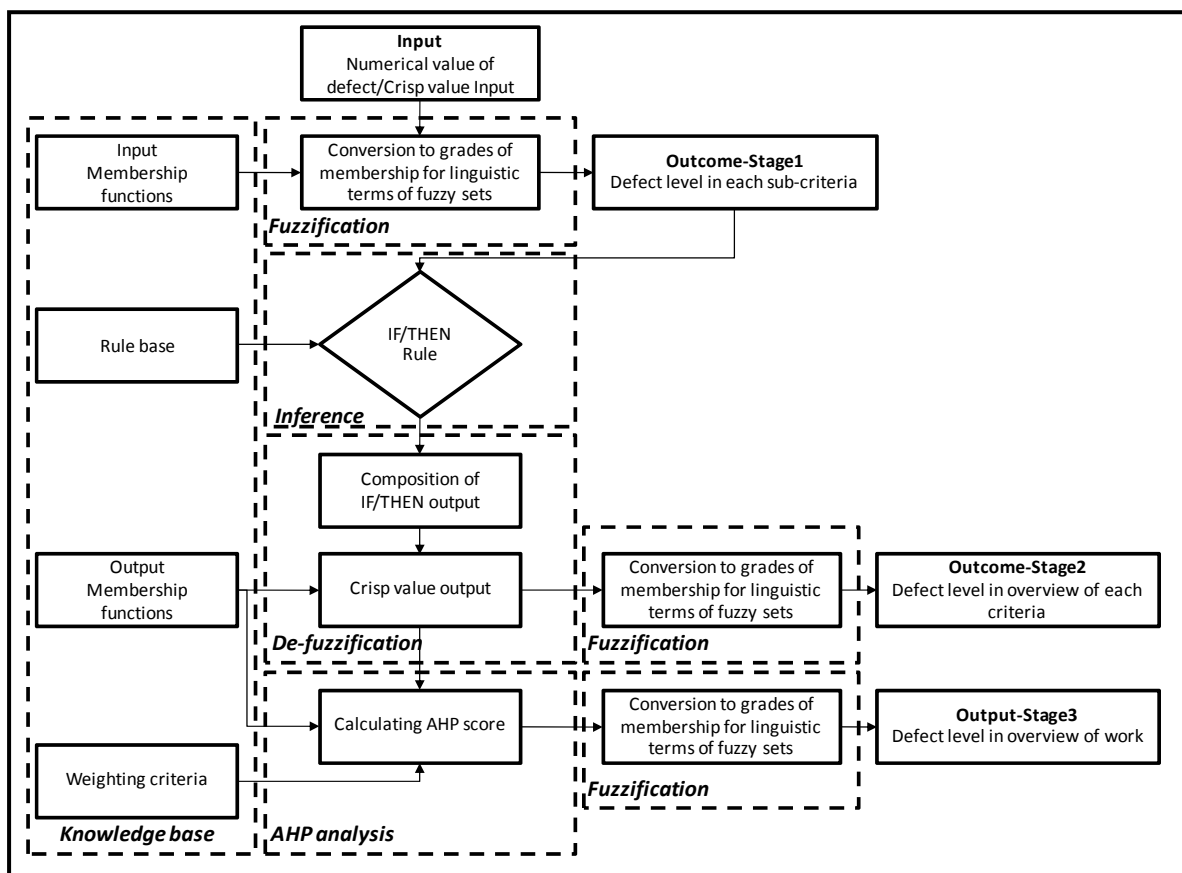 Input
Numerical value of
defect/Crisp value Input
Input
Membership
functions
Conversion to grades of
membership for linguistic
terms of fuzzy sets
Outcome-Stage1
Defect level in each sub-criteria
Fuzzification
Rule base
IF/THEN
Rule
Inference
Composition of
IF/THEN output
Output
Membership
functions
Crisp value output
Conversion to grades of
membership for linguistic
terms of fuzzy sets
Outcome-Stage2
Defect level in overview of each
criteria
De-fuzzification
Fuzzification
Calculating AHP score
Conversion to grades of
membership for linguistic
terms of fuzzy sets
Output-Stage3
Defect level in overview of work
Weighting criteria
Fuzzification
Knowledge base
AHP analysis